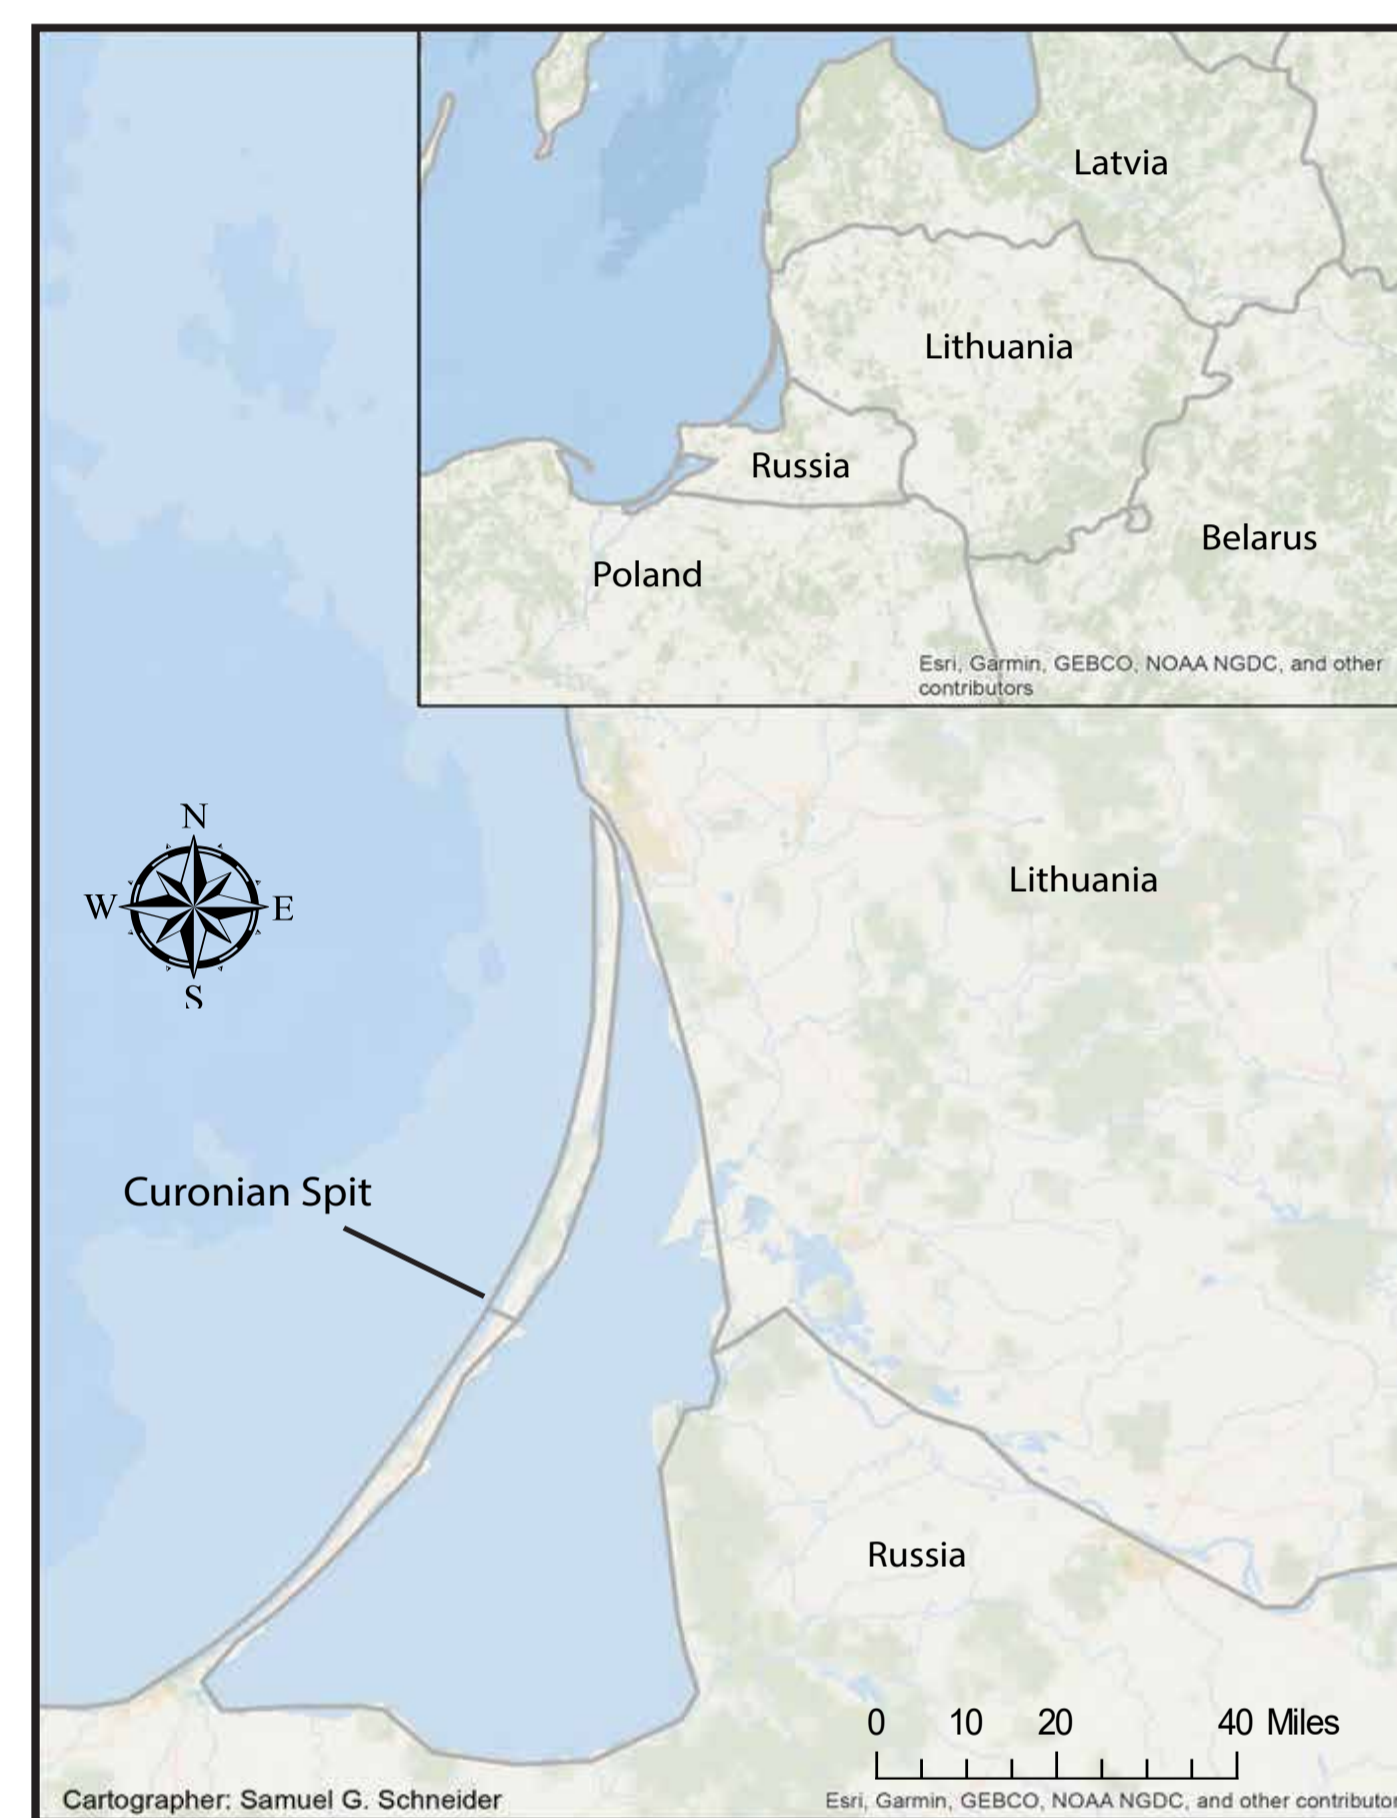 Latvia
Lithuania
Russia
Belarus
Poland
Esri, Garmin, GEBCO, NOAA NGDC, and other
contributors
N
W E
S
Lithuania
Curonian Spit
Russia
0 10 20 40 Miles
Cartographer: Samuel G. Schneider
Esri, Garmin, GEBCO, NOAA NGDC, and other contributor